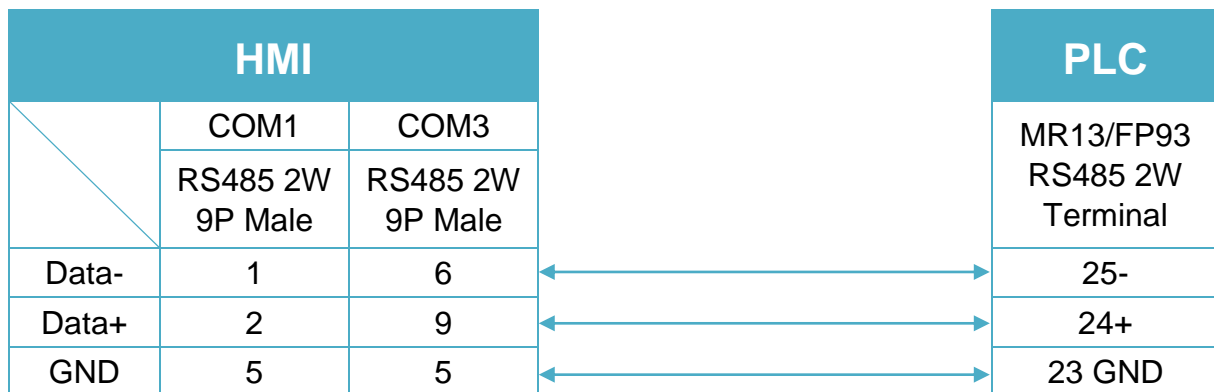 HMI
PLC
COM1
COM3
MR13/FP93
RS485 2W
Terminal
RS485 2W
9P Male
RS485 2W
9P Male
Data-
1
6
25-
Data+
2
9
24+
GND
5
5
23 GND